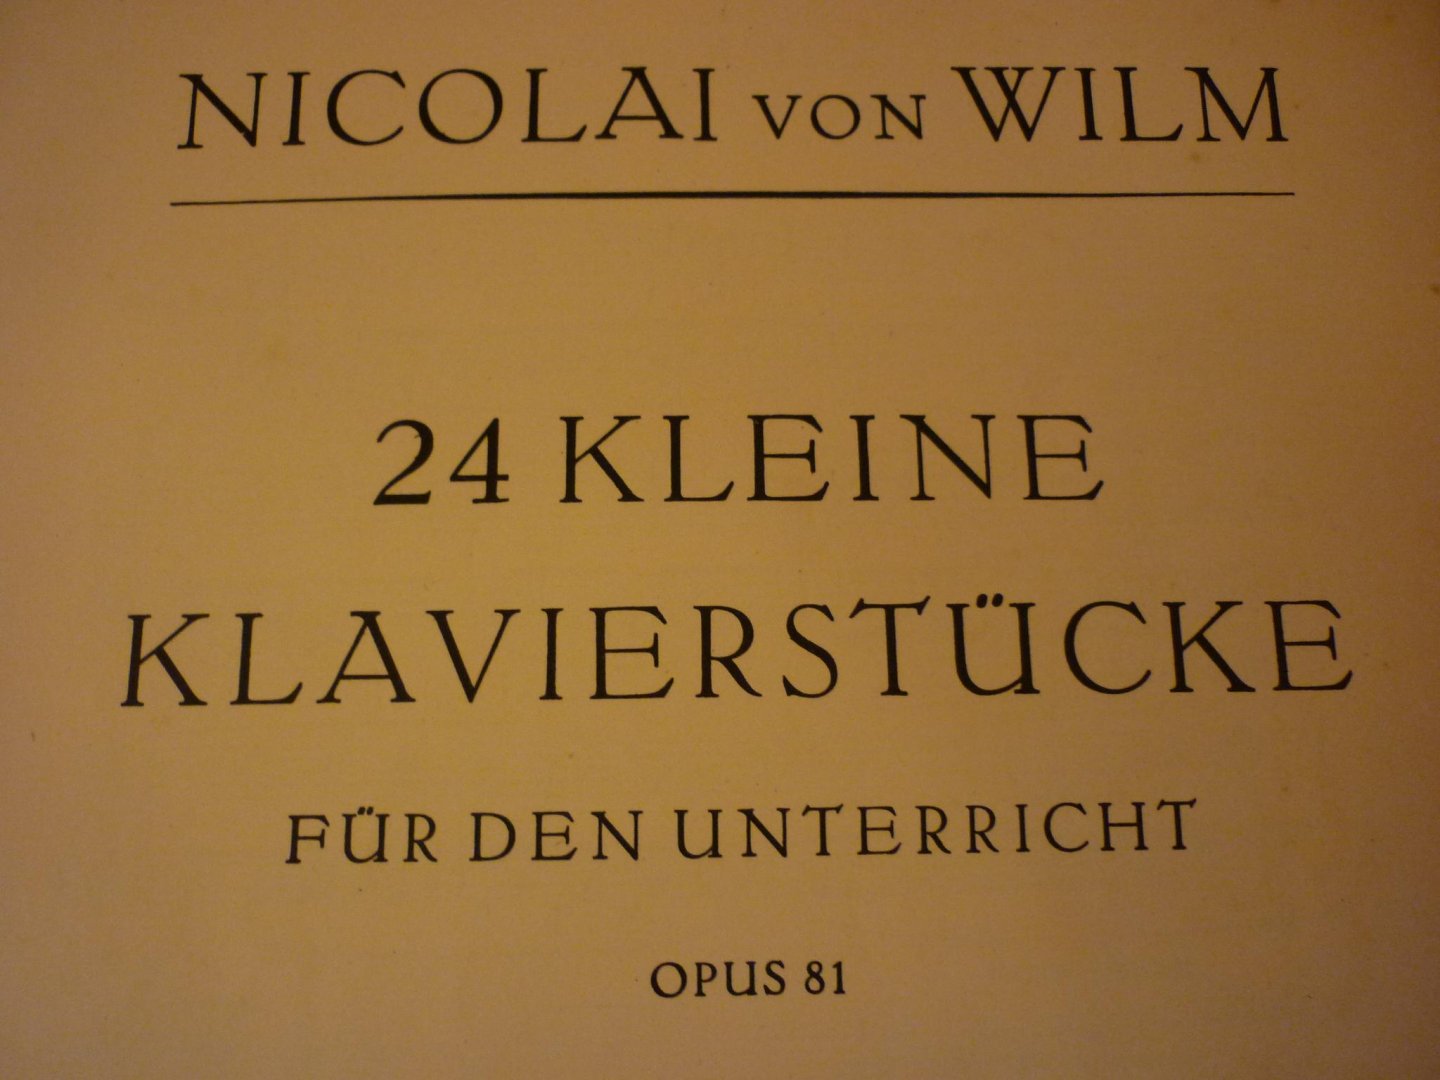 NICOLAI VON WILM
24 KLEINE
KLAVIERSTÜCKE
FÜR DEN UNTERRICHT
OPUS 81